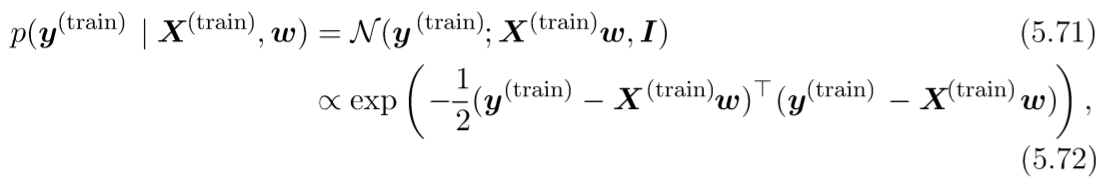 p(y^(train) | X^(train), w) = 𝒩(y^(train); X^(train)w, I) (5.71)
∝ exp(−1/2(y^(train) − X^(train)w)^⊤(y^(train) − X^(train)w)),
(5.72)